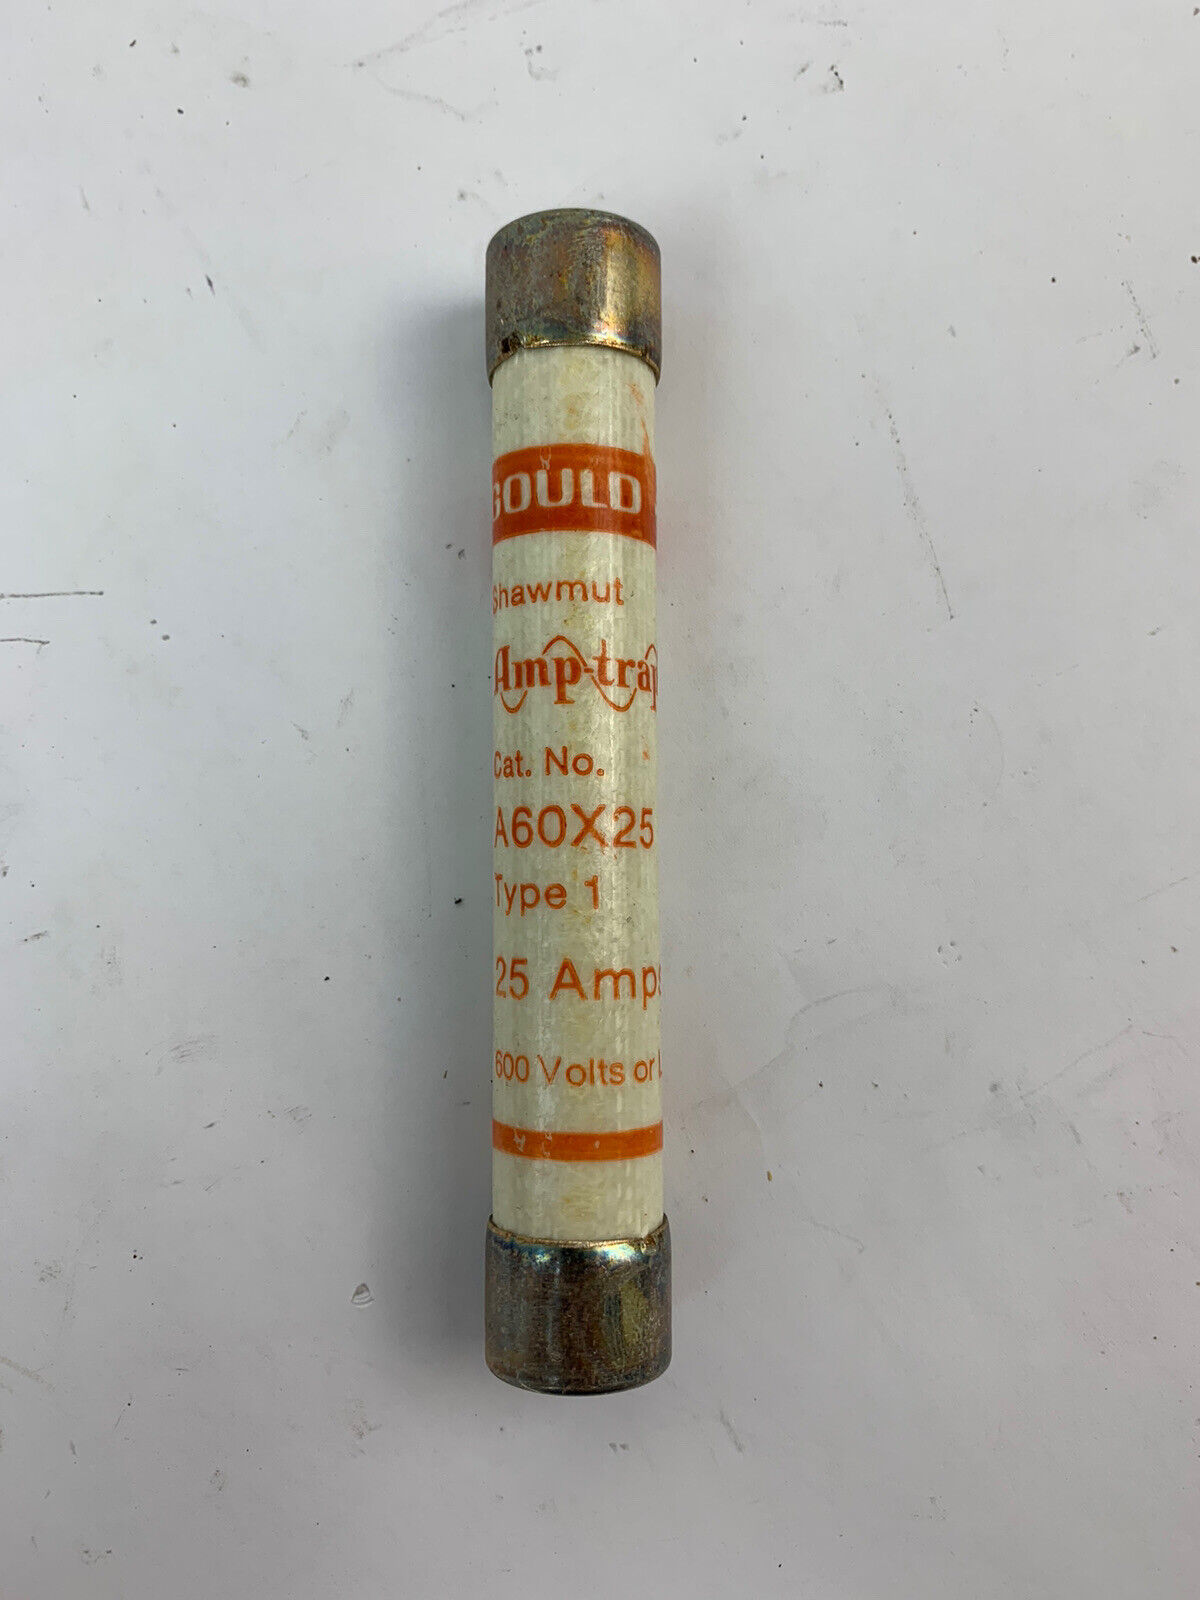 GOULD
Shawmut
Amp-trap
Cat. No.
A60X25
Type 1
25 Amps
600 Volts or L